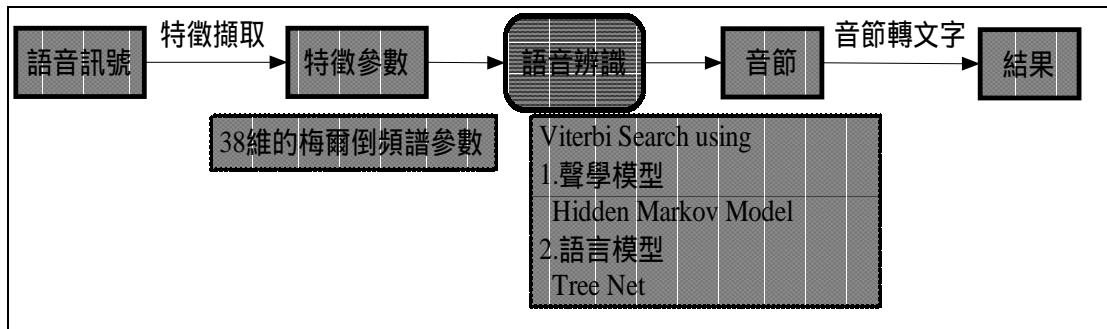 語音訊號
特徵擷取
特徵參數
語音辨識
音節
音節轉文字
結果
38維的梅爾倒頻譜參數
Viterbi Search using
1.聲學模型
Hidden Markov Model
2.語言模型
Tree Net